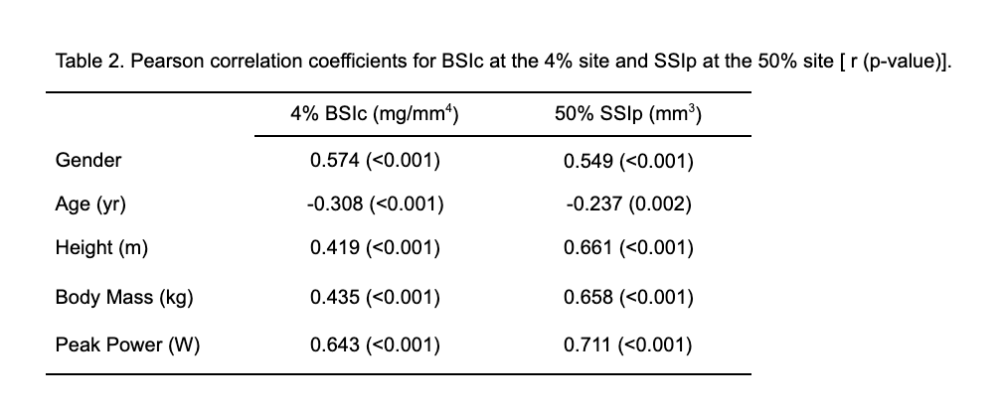 Table 2. Pearson correlation coefficients for BSIc at the 4% site and SSIp at the 50% site [ r (p-value)].
4% BSIc (mg/mm⁴) 50% SSIp (mm³)
Gender 0.574 (<0.001) 0.549 (<0.001)
Age (yr) -0.308 (<0.001) -0.237 (0.002)
Height (m) 0.419 (<0.001) 0.661 (<0.001)
Body Mass (kg) 0.435 (<0.001) 0.658 (<0.001)
Peak Power (W) 0.643 (<0.001) 0.711 (<0.001)